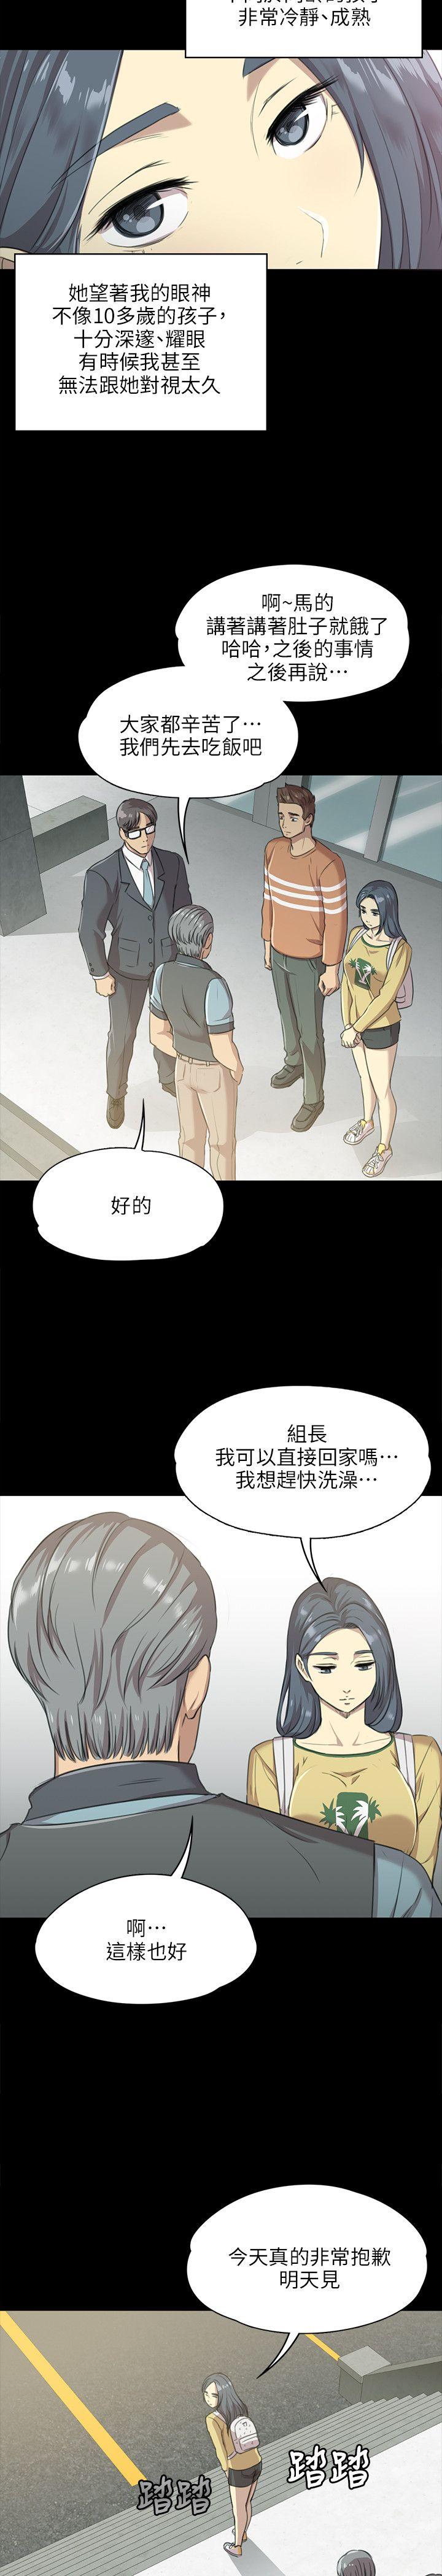 非常冷靜、成熟
她望著我的眼神
不像10多歲的孩子,
十分深邃、耀眼
有時候我甚至
無法跟她對視太久
啊~馬的
講著講著肚子就餓了
哈哈,之後的事情
之後再說…
大家都辛苦了…
我們先去吃飯吧
好的
組長
我可以直接回家嗎…
我想趕快洗澡…
啊…
這樣也好
今天真的非常抱歉
明天見
踏踏
踏踏